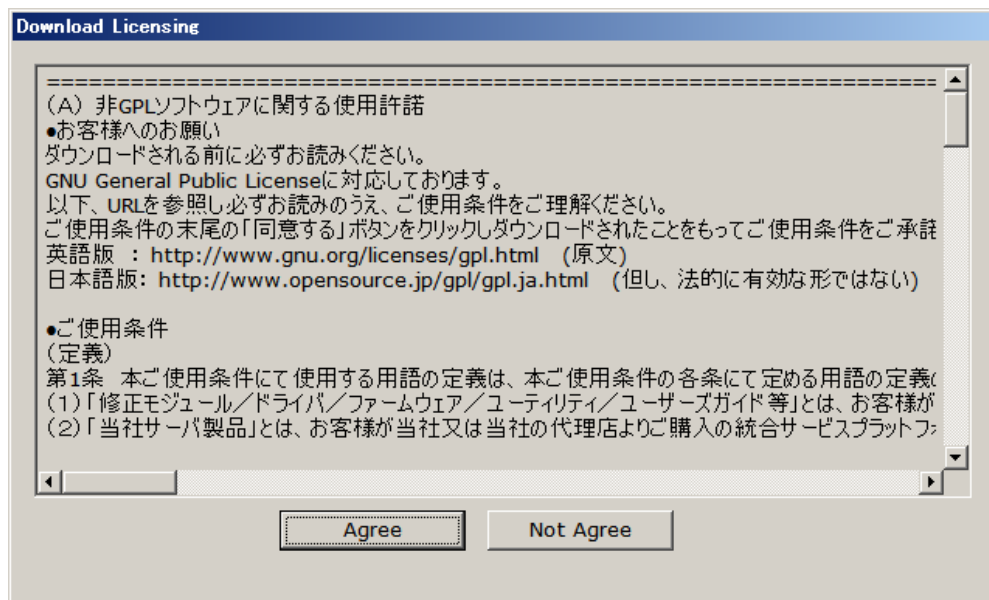 Download Licensing
================================================================
(A) 非GPLソフトウェアに関する使用許諾
●お客様へのお願い
ダウンロードされる前に必ずお読みください。
GNU General Public Licenseに対応しております。
以下、URLを参照し必ずお読みのうえ、ご使用条件をご理解ください。
ご使用条件の末尾の「同意する」ボタンをクリックしダウンロードされたことをもってご使用条件をご承諾
英語版 : http://www.gnu.org/licenses/gpl.html (原文)
日本語版: http://www.opensource.jp/gpl/gpl.ja.html (但し、法的に有効な形ではない)
●ご使用条件
(定義)
第1条 本ご使用条件にて使用する用語の定義は、本ご使用条件の各条にて定める用語の定義
(1)「修正モジュール/ドライバ/ファームウェア/ユーティリティ/ユーザーズガイド等」とは、お客様が
(2)「当社サーバ製品」とは、お客様が当社又は当社の代理店よりご購入の統合サービスプラットフ
Agree
Not Agree